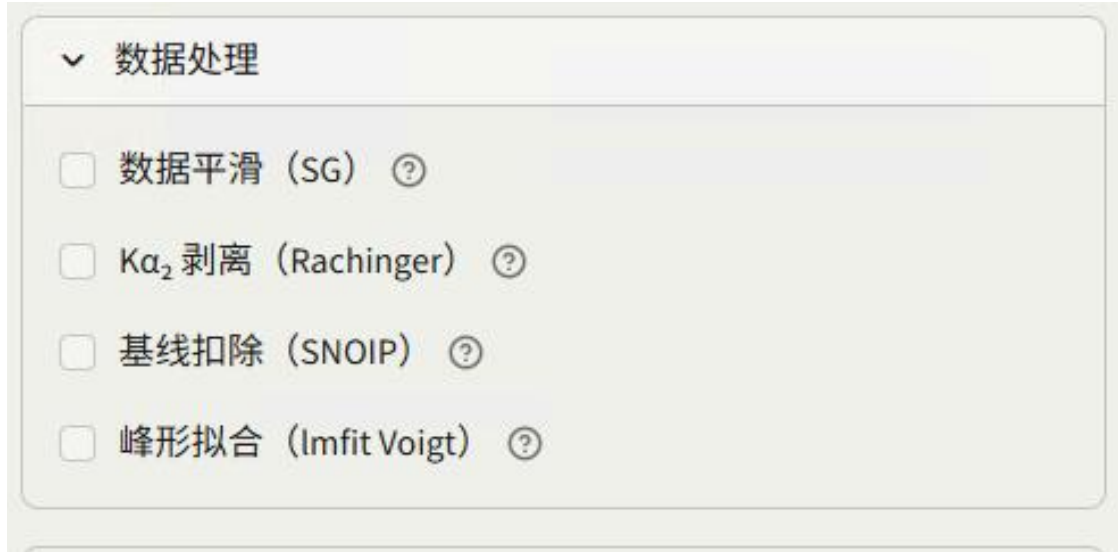 数据处理
数据平滑（SG）
Kα₂ 剥离（Rachinger）
基线扣除（SNOIP）
峰形拟合（lmfit Voigt）